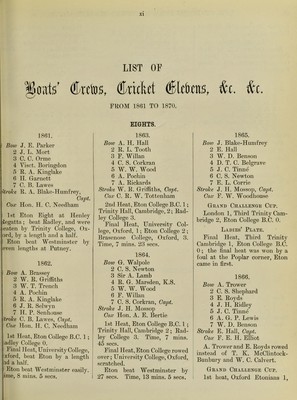 xi
LIST OF
Boats' Crews, Cricket Elevens, &c. &c.
FROM 1861 TO 1870.
EIGHTS.
1861.
Bow J. E. Parker
2 J. L. Mort
3 C. C. Orme
4 Visct. Boringdon
5 R. A. Kinglake
6 H. Garnett
7 C. B. Lawes
Stroke R. A. Blake-Humfrey,
Capt.
Cox Hon. H. C. Needham
1st Eton Eight at Henley
Regatta; beat Radley, and were
beaten by Trinity College, Ox-
ford, by a length and a half.
Eton beat Westminster by
lengths at Putney.
1862.
Bow A. Brassey
2 W. R. Griffiths
3 W. T. Trench
4 A. Pochin
5 R. A. Kinglake
6 J. R. Selwyn
7 H. P. Senhouse
Stroke C. B. Lawes, Capt.
Cox Hon. H. C. Needham
1st Heat, Eton College B.C. 1;
Radley College 0.
Final Heat, University College,
Oxford, beat Eton by a length
and a half.
Eton beat Westminster easily.
Time, 8 mins. 5 secs.
1863.
Bow A. H. Hall
2 R. L. Tooth
3 F. Willan
4 C. S. Corkran
5 W. W. Wood
6 A. Pochin
7 A. Rickards
Stroke W. R. Griffiths, Capt.
Cox C. R. W. Tottenham
2nd Heat, Eton College B.C. 1;
Trinity Hall, Cambridge, 2; Rad-
ley College 3.
Final Heat, University Col-
lege, Oxford, 1; Eton College 2;
Brasenose College, Oxford, 3.
Time, 7 mins. 25 secs.
1864.
Bow G. Walpole
2 C. S. Newton
3 Sir A. Lamb
4 R. G. Marsden, K.S.
5 W. W. Wood
6 F. Willan
7 C. S. Corkran, Capt.
Stroke J. H. Mossop
Cox Hon. A. E. Bertie
1st Heat, Eton College B.C. 1;
Trinity Hall, Cambridge 2; Rad-
ley College 3. Time, 7 mins.
45 secs.
Final Heat, Eton College rowed
over; University College, Oxford,
scratched.
Eton beat Westminster by
27 secs. Time, 13 mins. 5 secs.
1865.
Bow J. Blake-Humfrey
2 E. Hall
3 W. D. Benson
4 D. T. C. Belgrave
5 J. C. Tinné
6 C. S. Newton
7 E. L. Corrie
Stroke J. H. Mossop, Capt.
Cox F. W. Woodhouse
GRAND CHALLENGE CUP.
London 1, Third Trinity Cam-
bridge 2, Eton College B.C. 0.
LADIES' PLATE.
Final Heat, Third Trinity
Cambridge 1, Eton College B.C.
0; the final heat was won by a
foul at the Poplar corner, Eton
came in first.
1866.
Bow A. Trower
2 C. S. Shephard
3 E. Royds
4 J. H. Ridley
5 J. C. Tinné
6 A. G. P. Lewis
7 W. D. Benson
Stroke E. Hall, Capt.
Cox F. E. H. Elliot
A. Trower and E. Royds rowed
instead of T. K. McClintock-
Bunbury and W. C. Calvert.
GRAND CHALLENGE CUP.
1st heat, Oxford Etonians 1,